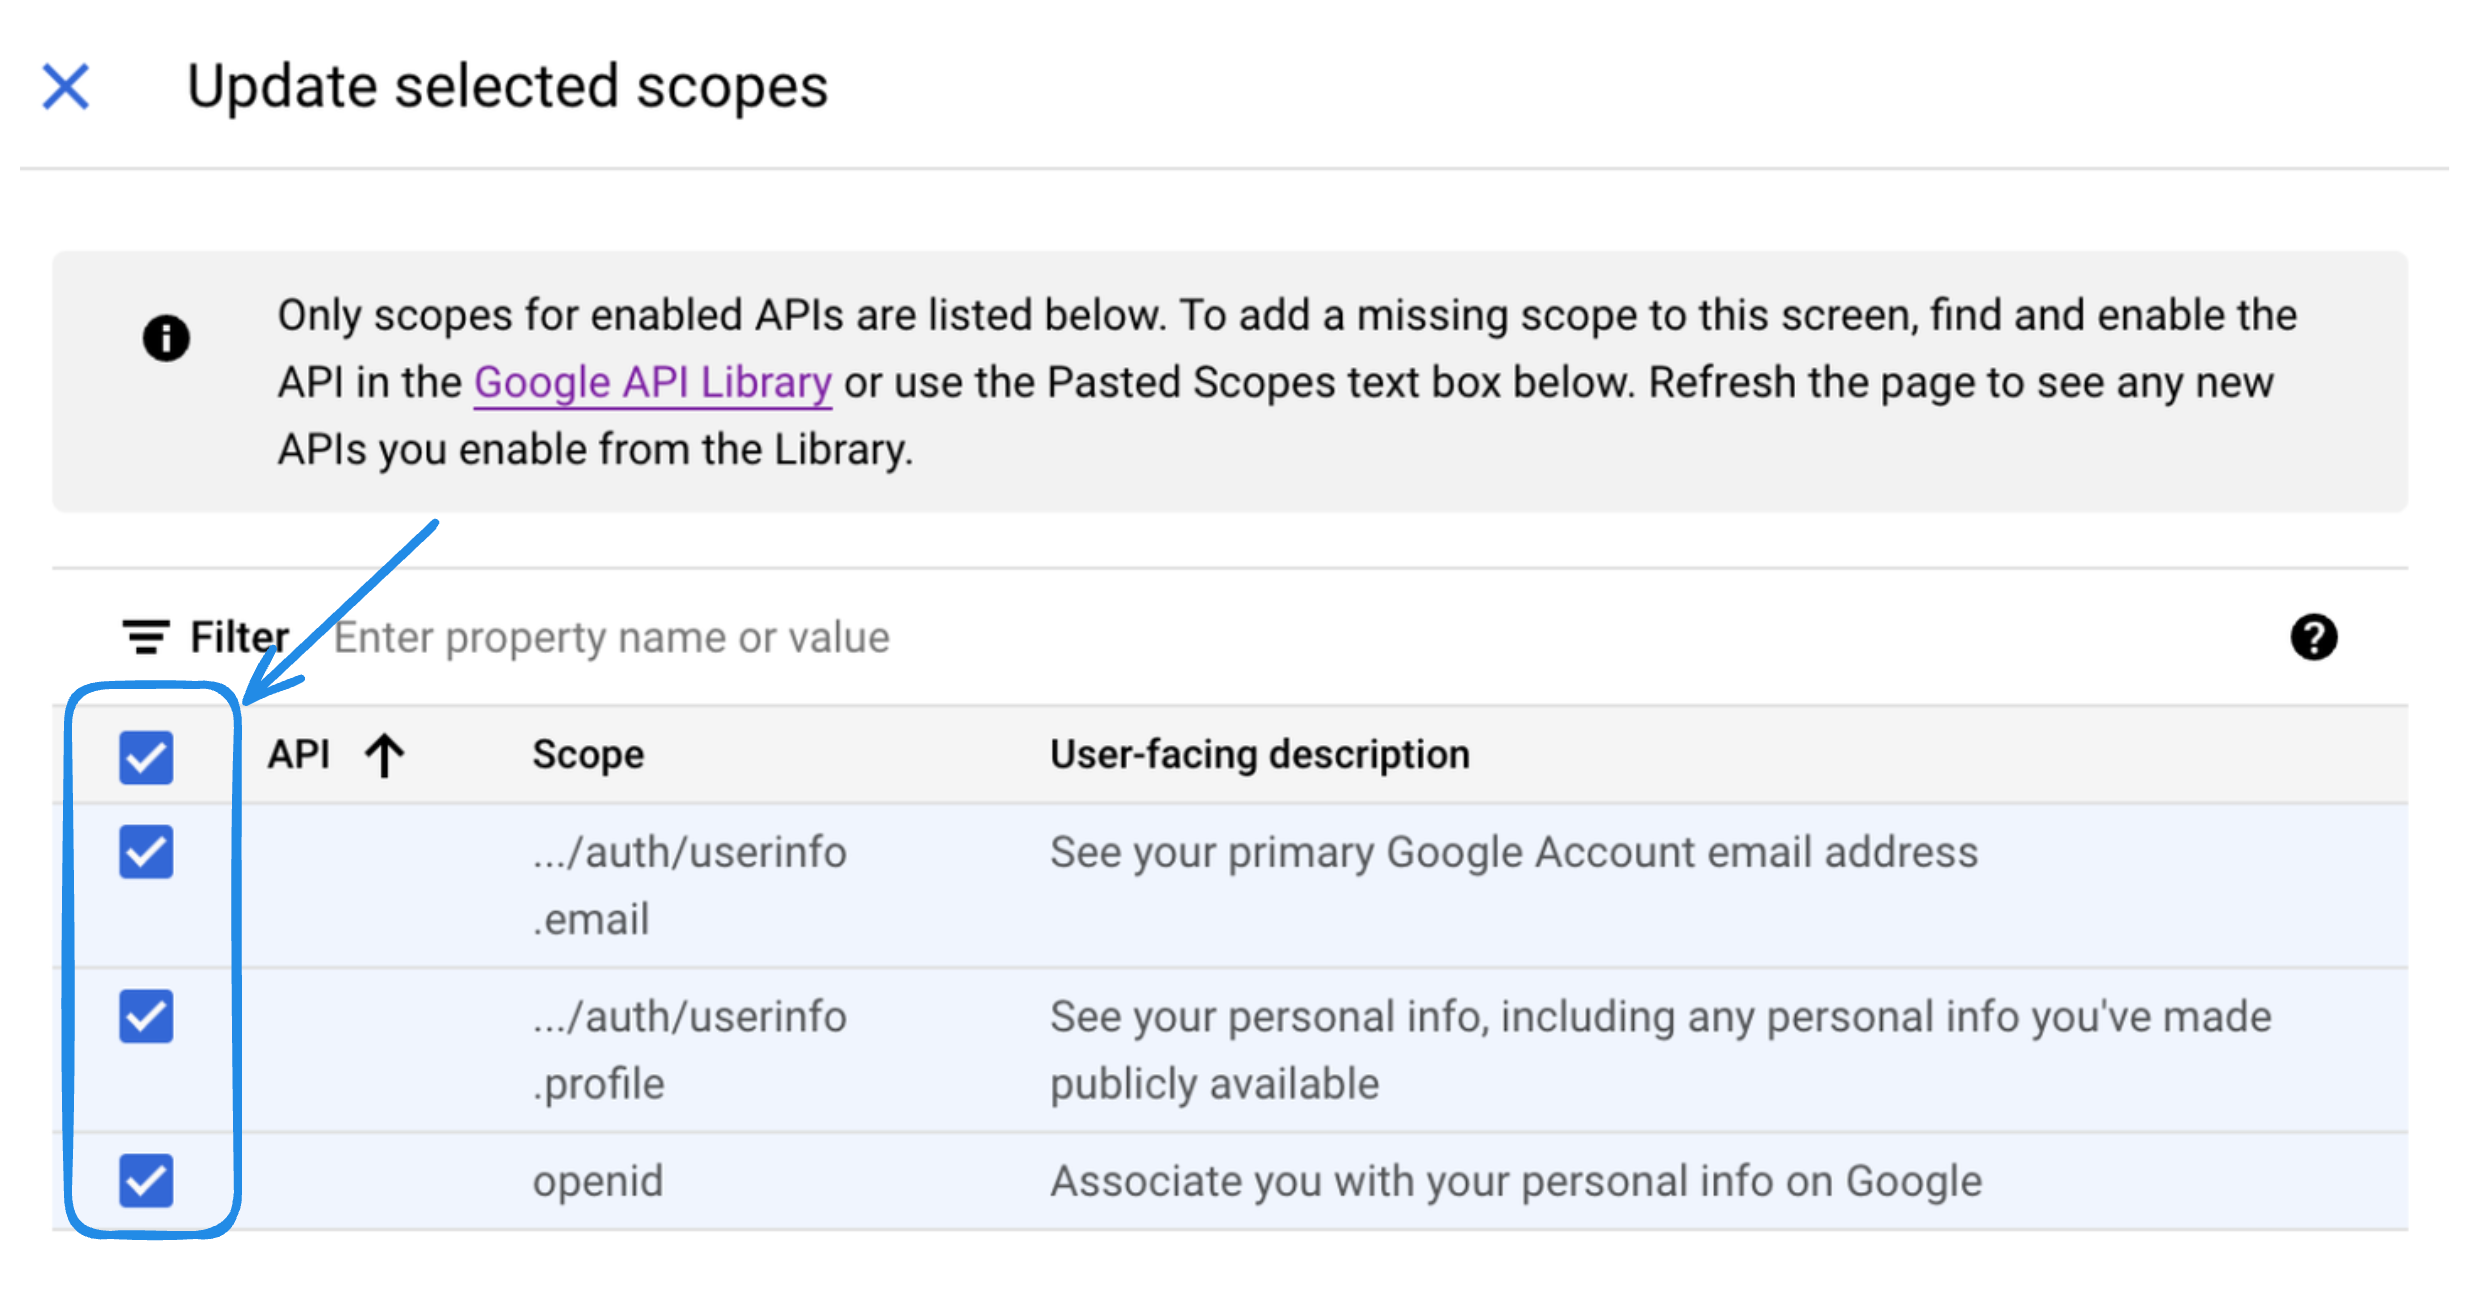 Update selected scopes
Only scopes for enabled APIs are listed below. To add a missing scope to this screen, find and enable the
API in the Google API Library or use the Pasted Scopes text box below. Refresh the page to see any new
APIs you enable from the Library.
Filter Enter property name or value
API Scope User-facing description
.../auth/userinfo See your primary Google Account email address
.email
.../auth/userinfo See your personal info, including any personal info you've made
.profile publicly available
openid Associate you with your personal info on Google